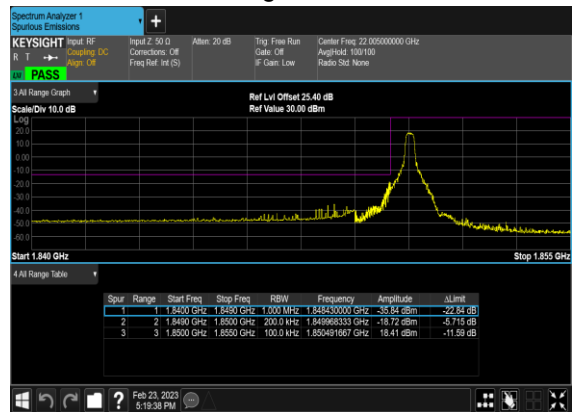 Spectrum Analyzer 1
Spurious Emissions
+
KEYSIGHT Input: RF Input Z: 50 Ω Atten: 20 dB Trig: Free Run Center Freq: 22.005000000 GHz
R T Coupling: DC Corrections: Off Gate: Off Avg|Hold: 100/100
Align: Off Freq Ref: Int (S) IF Gain: Low Radio Std: None
PASS
3 All Range Graph
Ref Lvl Offset 25.40 dB
Scale/Div 10.0 dB Ref Value 30.00 dBm
Log
20.0
10.0
0.00
-10.0
-20.0
-30.0
-40.0
-50.0
-60.0
Start 1.840 GHz Stop 1.855 GHz
4 All Range Table
Spur Range Start Freq Stop Freq RBW Frequency Amplitude ΔLimit
1 1 1.8400 GHz 1.8490 GHz 1.000 MHz 1.848430000 GHz -35.84 dBm -22.84 dB
2 2 1.8490 GHz 1.8500 GHz 200.0 kHz 1.849968333 GHz -18.72 dBm -5.715 dB
3 3 1.8500 GHz 1.8550 GHz 100.0 kHz 1.850491667 GHz 18.41 dBm -11.59 dB
? Feb 23, 2023
5:19:38 PM